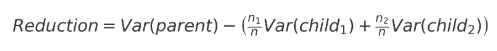 Reduction = Var(parent) − (n₁/n Var(child₁) + n₂/n Var(child₂))